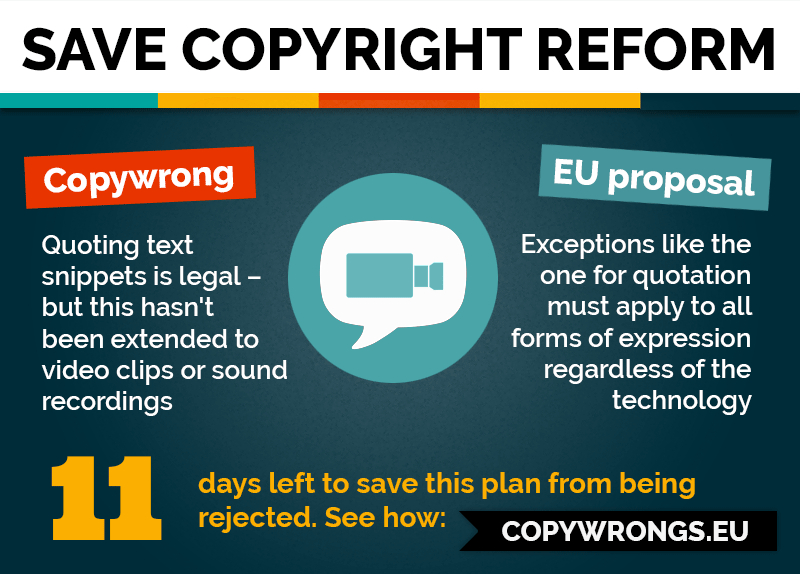 SAVE COPYRIGHT REFORM
Copywrong
Quoting text
snippets is legal –
but this hasn't
been extended to
video clips or sound
recordings
EU proposal
Exceptions like the
one for quotation
must apply to all
forms of expression
regardless of the
technology
11
days left to save this plan from being
rejected. See how:
COPYWRONGS.EU